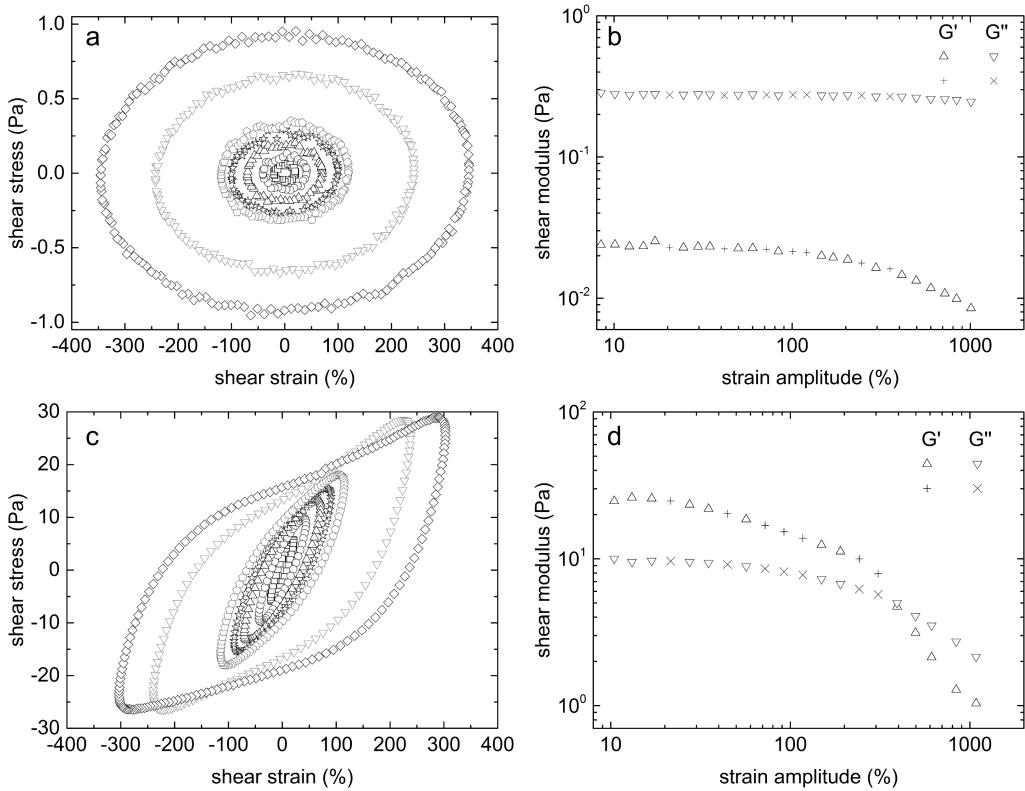 a
1.0
0.5
0.0
-0.5
-1.0
shear stress (Pa)
-400 -300 -200 -100 0 100 200 300 400
shear strain (%)
b
G' G"
10⁰
10⁻¹
10⁻²
shear modulus (Pa)
10 100 1000
strain amplitude (%)
c
30
20
10
0
-10
-20
-30
shear stress (Pa)
-400 -300 -200 -100 0 100 200 300 400
shear strain (%)
d
G' G"
10²
10¹
10⁰
shear modulus (Pa)
10 100 1000
strain amplitude (%)